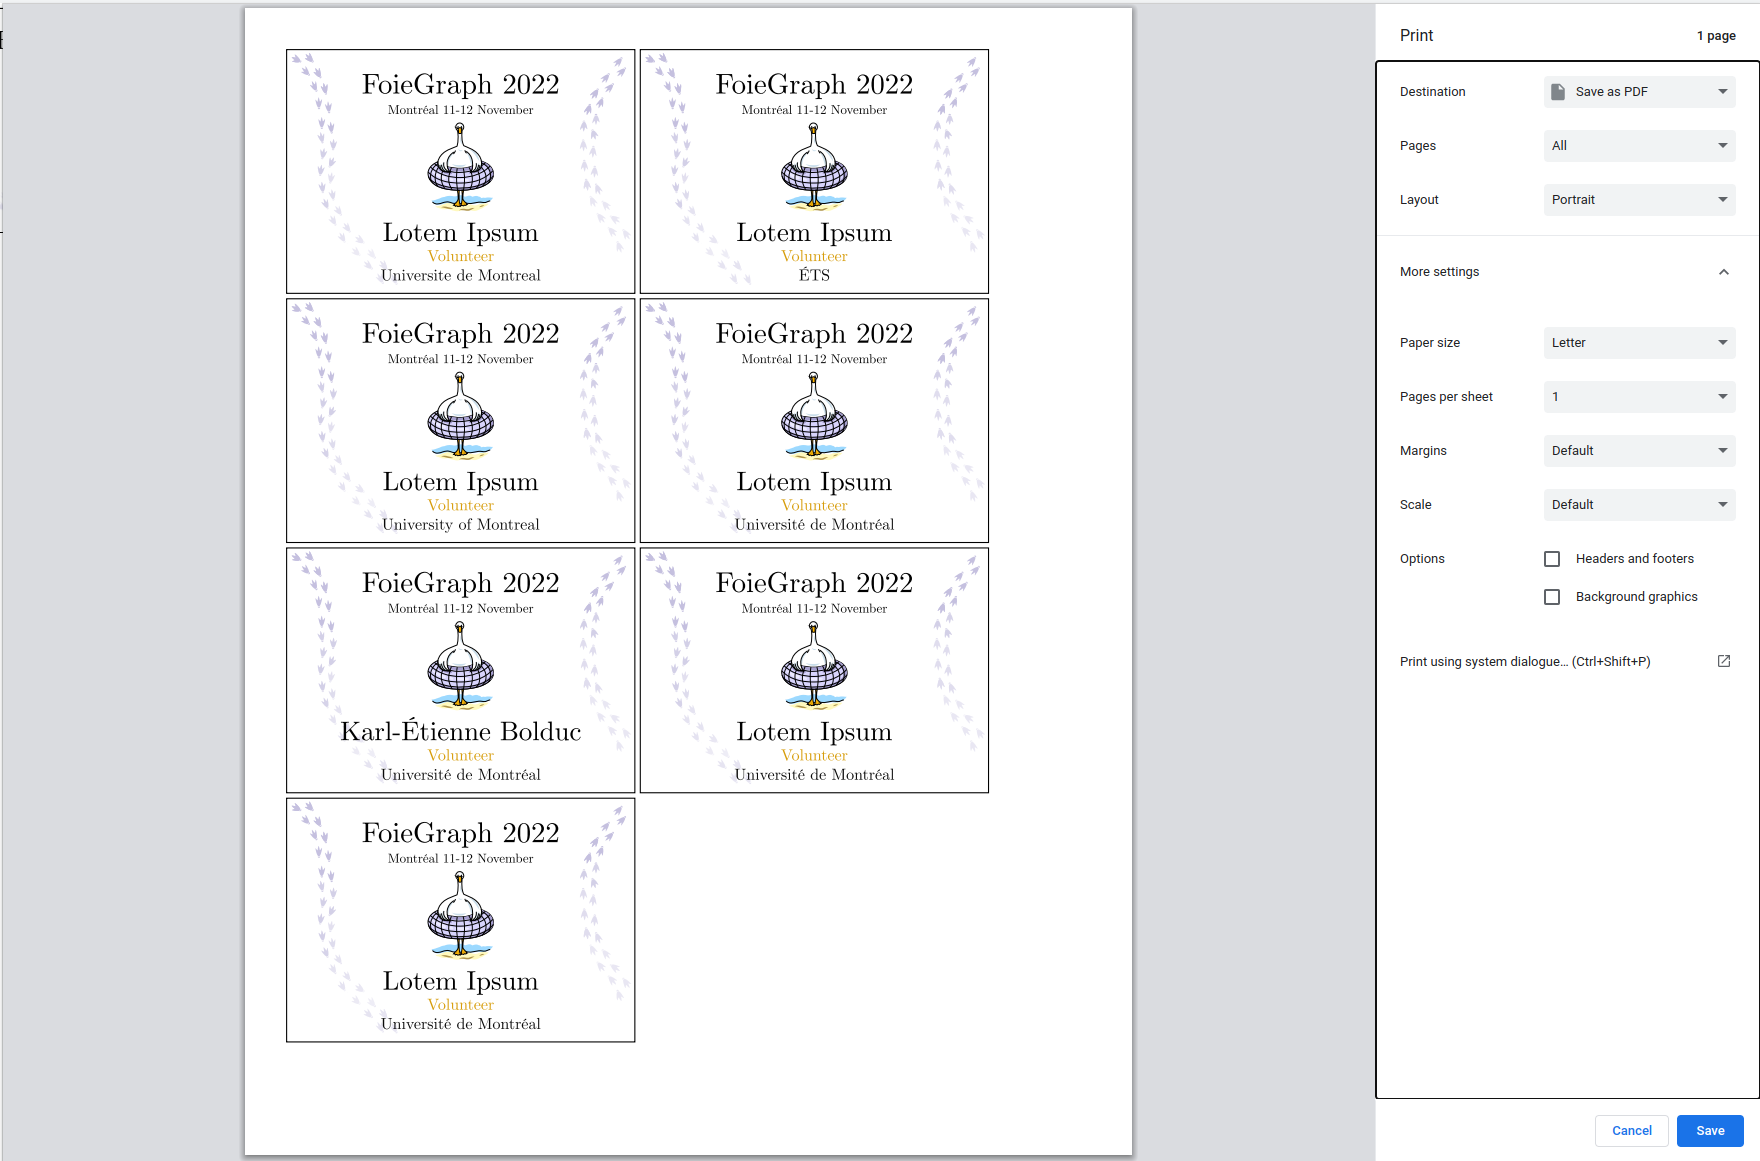 FoieGraph 2022
Montréal 11-12 November
Lotem Ipsum
Volunteer
Universite de Montreal
FoieGraph 2022
Montréal 11-12 November
Lotem Ipsum
Volunteer
ÉTS
FoieGraph 2022
Montréal 11-12 November
Lotem Ipsum
Volunteer
University of Montreal
FoieGraph 2022
Montréal 11-12 November
Lotem Ipsum
Volunteer
Université de Montréal
FoieGraph 2022
Montréal 11-12 November
Karl-Étienne Bolduc
Volunteer
Université de Montréal
FoieGraph 2022
Montréal 11-12 November
Lotem Ipsum
Volunteer
Université de Montréal
FoieGraph 2022
Montréal 11-12 November
Lotem Ipsum
Volunteer
Université de Montréal
Print 1 page
Destination Save as PDF
Pages All
Layout Portrait
More settings
Paper size Letter
Pages per sheet 1
Margins Default
Scale Default
Options Headers and footers
Background graphics
Print using system dialogue... (Ctrl+Shift+P)
Cancel Save